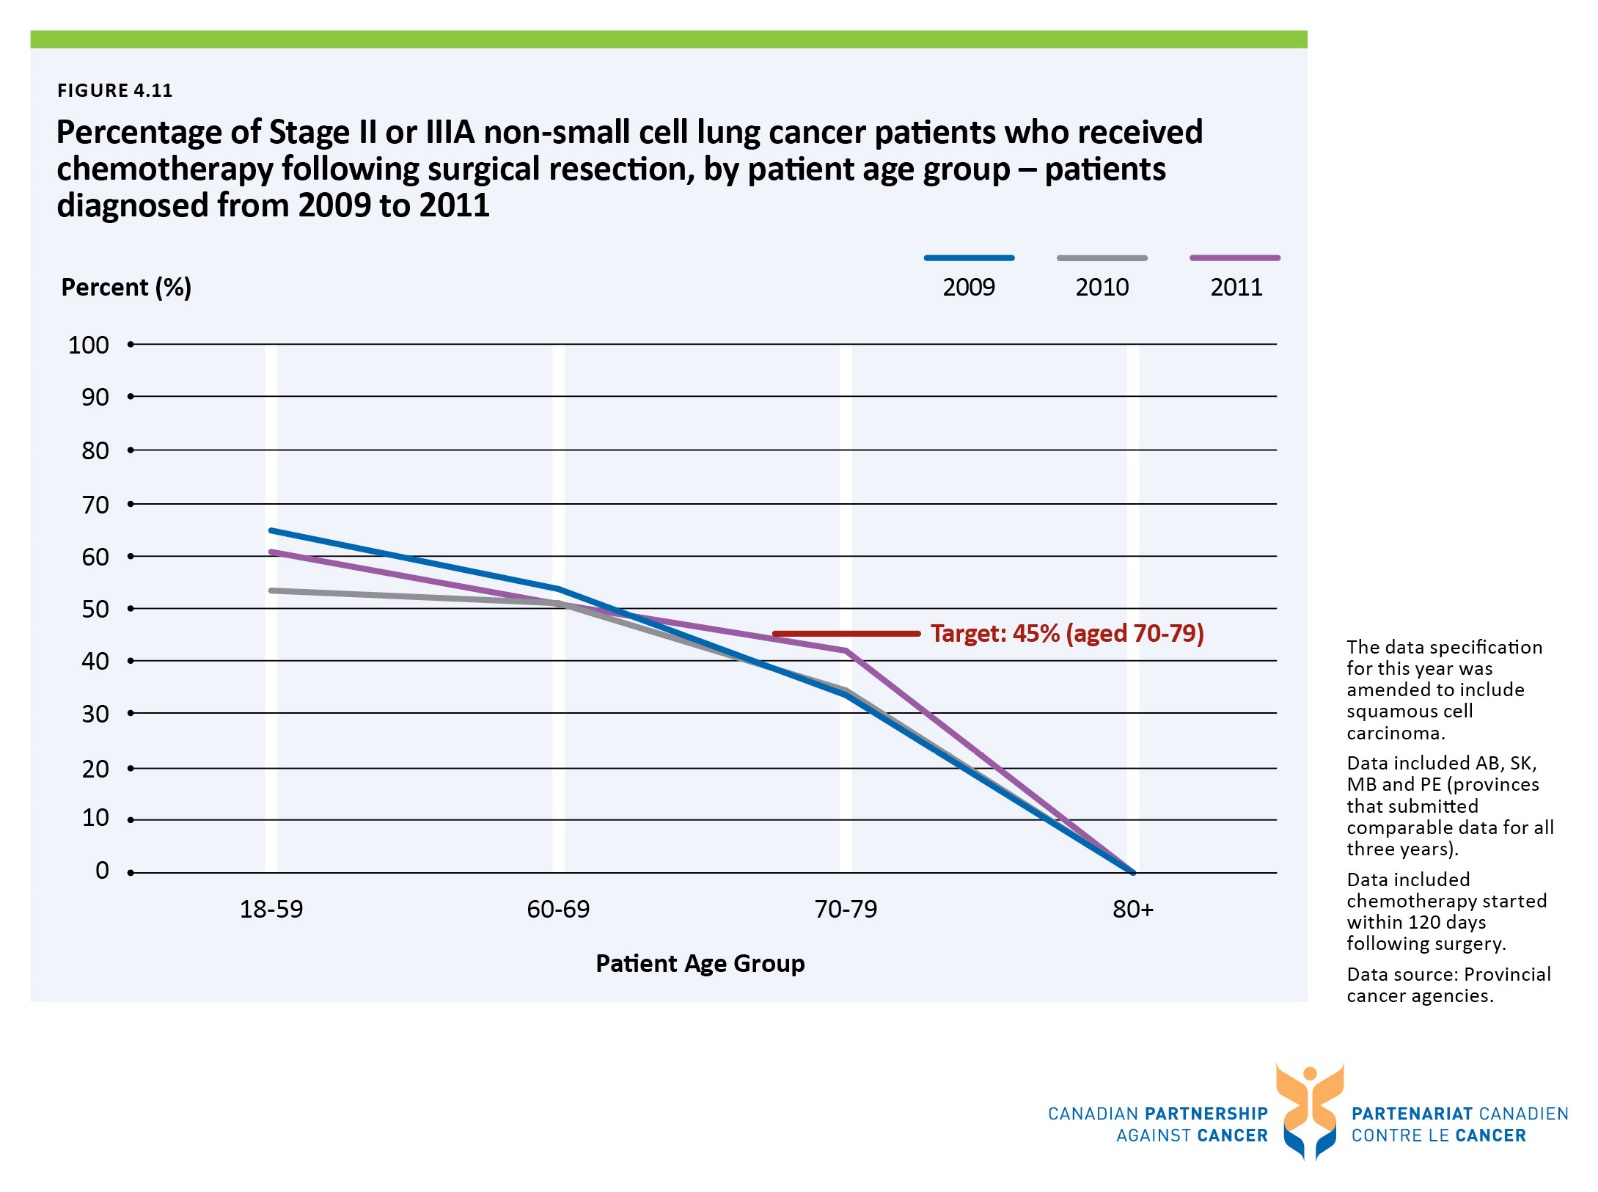 FIGURE 4.11
Percentage of Stage II or IIIA non-small cell lung cancer patients who received
chemotherapy following surgical resection, by patient age group – patients
diagnosed from 2009 to 2011
Percent (%)
2009 2010 2011
100
90
80
70
60
50
40
30
20
10
0
Target: 45% (aged 70-79)
18-59 60-69 70-79 80+
Patient Age Group
The data specification
for this year was
amended to include
squamous cell
carcinoma.
Data included AB, SK,
MB and PE (provinces
that submitted
comparable data for all
three years).
Data included
chemotherapy started
within 120 days
following surgery.
Data source: Provincial
cancer agencies.
CANADIAN PARTNERSHIP
AGAINST CANCER
PARTENARIAT CANADIEN
CONTRE LE CANCER